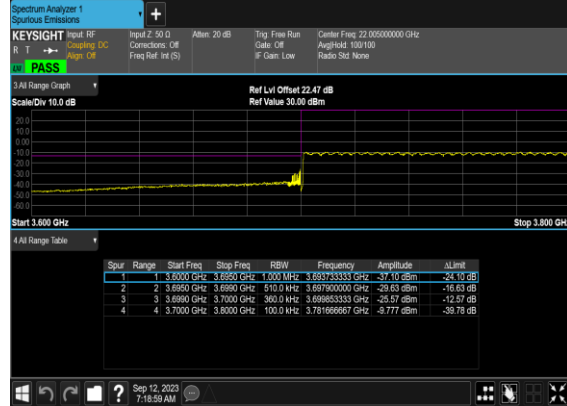 Spectrum Analyzer 1
Spurious Emissions
+
KEYSIGHT Input: RF Input Z: 50 Ω Atten: 20 dB Trig: Free Run Center Freq: 22.005000000 GHz
R T Coupling: DC Corrections: Off Gate: Off Avg|Hold: 100/100
Align: Off Freq Ref: Int (S) IF Gain: Low Radio Std: None
PASS
3 All Range Graph Ref Lvl Offset 22.47 dB
Scale/Div 10.0 dB Ref Value 30.00 dBm
20.0
10.0
0.00
-10.0
-20.0
-30.0
-40.0
-50.0
-60.0
Start 3.600 GHz Stop 3.800 GHz
4 All Range Table
Spur Range Start Freq Stop Freq RBW Frequency Amplitude ΔLimit
1 1 3.6000 GHz 3.6950 GHz 1.000 MHz 3.693733333 GHz -37.10 dBm -24.10 dB
2 2 3.6950 GHz 3.6990 GHz 510.0 kHz 3.697900000 GHz -29.63 dBm -16.63 dB
3 3 3.6990 GHz 3.7000 GHz 360.0 kHz 3.699853333 GHz -25.57 dBm -12.57 dB
4 4 3.7000 GHz 3.8000 GHz 100.0 kHz 3.781666667 GHz -9.777 dBm -39.78 dB
? Sep 12, 2023
7:18:59 AM